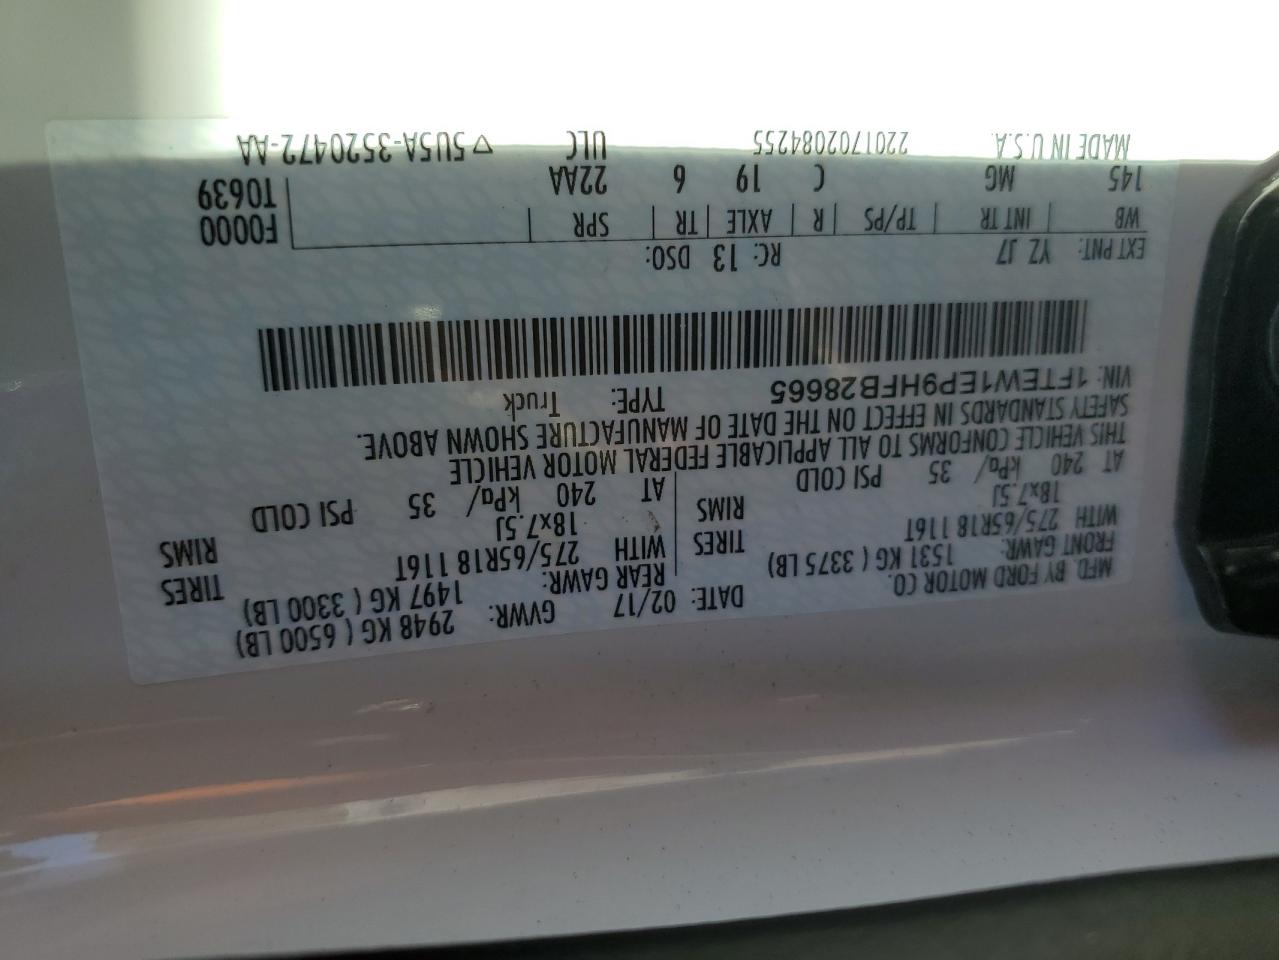 MFD. BY FORD MOTOR CO.
DATE: 02/17 GVWR: 2948 KG ( 6500 LB)
FRONT GAWR: 1531 KG ( 3375 LB) REAR GAWR: 1497 KG ( 3300 LB)
WITH 275/65R18 116T TIRES WITH 275/65R18 116T TIRES
18x7.5J RIMS 18x7.5J RIMS
AT 240 kPa/ 35 PSI COLD AT 240 kPa/ 35 PSI COLD
THIS VEHICLE CONFORMS TO ALL APPLICABLE FEDERAL MOTOR VEHICLE
SAFETY STANDARDS IN EFFECT ON THE DATE OF MANUFACTURE SHOWN ABOVE.
VIN: 1FTEW1EP9HFB28665 TYPE: Truck
EXT PNT: YZ J7 RC: 13 DSO: F0000
WB INT TR TP/PS R AXLE TR SPR T0639
145 MG C 19 6 22AA
MADE IN U.S.A. 2201702084255 ULC ▽5U5A-3520472-AA